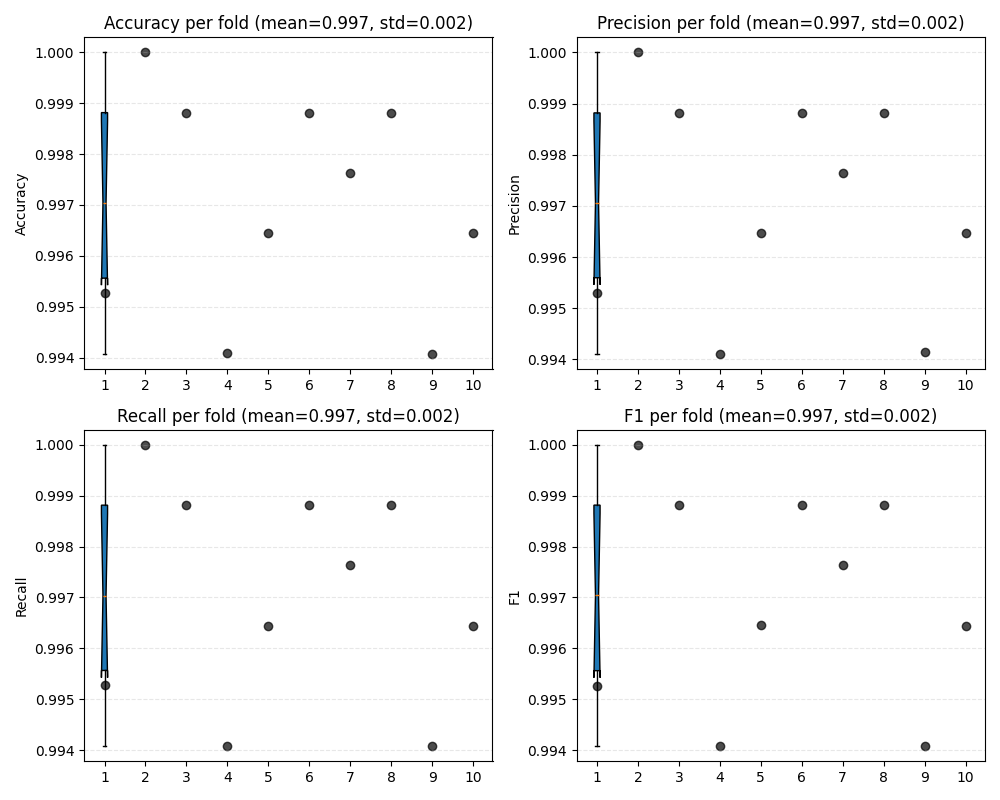 Accuracy per fold (mean=0.997, std=0.002)
1.000
0.999
0.998
0.997
0.996
0.995
0.994
Accuracy
1 2 3 4 5 6 7 8 9 10
Precision per fold (mean=0.997, std=0.002)
1.000
0.999
0.998
0.997
0.996
0.995
0.994
Precision
1 2 3 4 5 6 7 8 9 10
Recall per fold (mean=0.997, std=0.002)
1.000
0.999
0.998
0.997
0.996
0.995
0.994
Recall
1 2 3 4 5 6 7 8 9 10
F1 per fold (mean=0.997, std=0.002)
1.000
0.999
0.998
0.997
0.996
0.995
0.994
F1
1 2 3 4 5 6 7 8 9 10